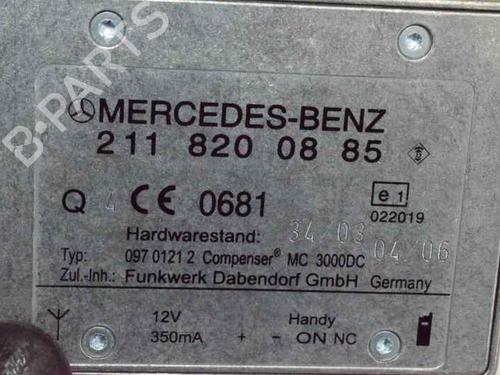 B-PARTS
MERCEDES-BENZ
211 820 08 85
Q 4 CE 0681 e1
022019
Hardwarestand: 34/03 04/06
Typ: 097 0121 2 Compenser® MC 3000DC
Zul.-Inh.: Funkwerk Dabendorf GmbH Germany
12V Handy
350mA + - ON NC